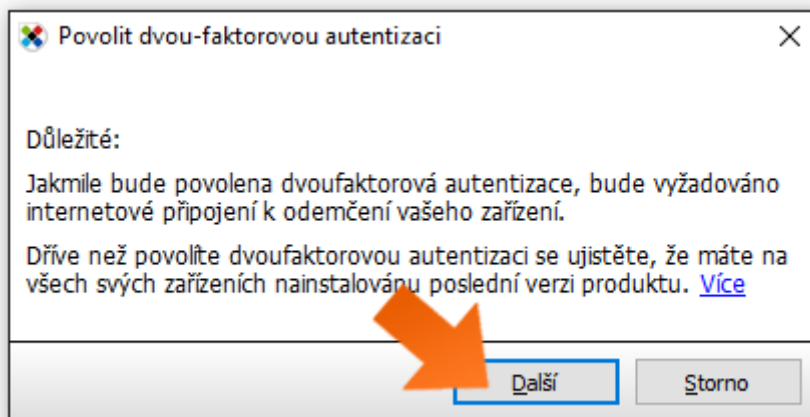 Povolit dvou-faktorovou autentizaci
Důležité:
Jakmile bude povolena dvoufaktorová autentizace, bude vyžadováno
internetové připojení k odemčení vašeho zařízení.
Dříve než povolíte dvoufaktorovou autentizaci se ujistěte, že máte na
všech svých zařízeních nainstalovánu poslední verzi produktu. Více
Další
Storno